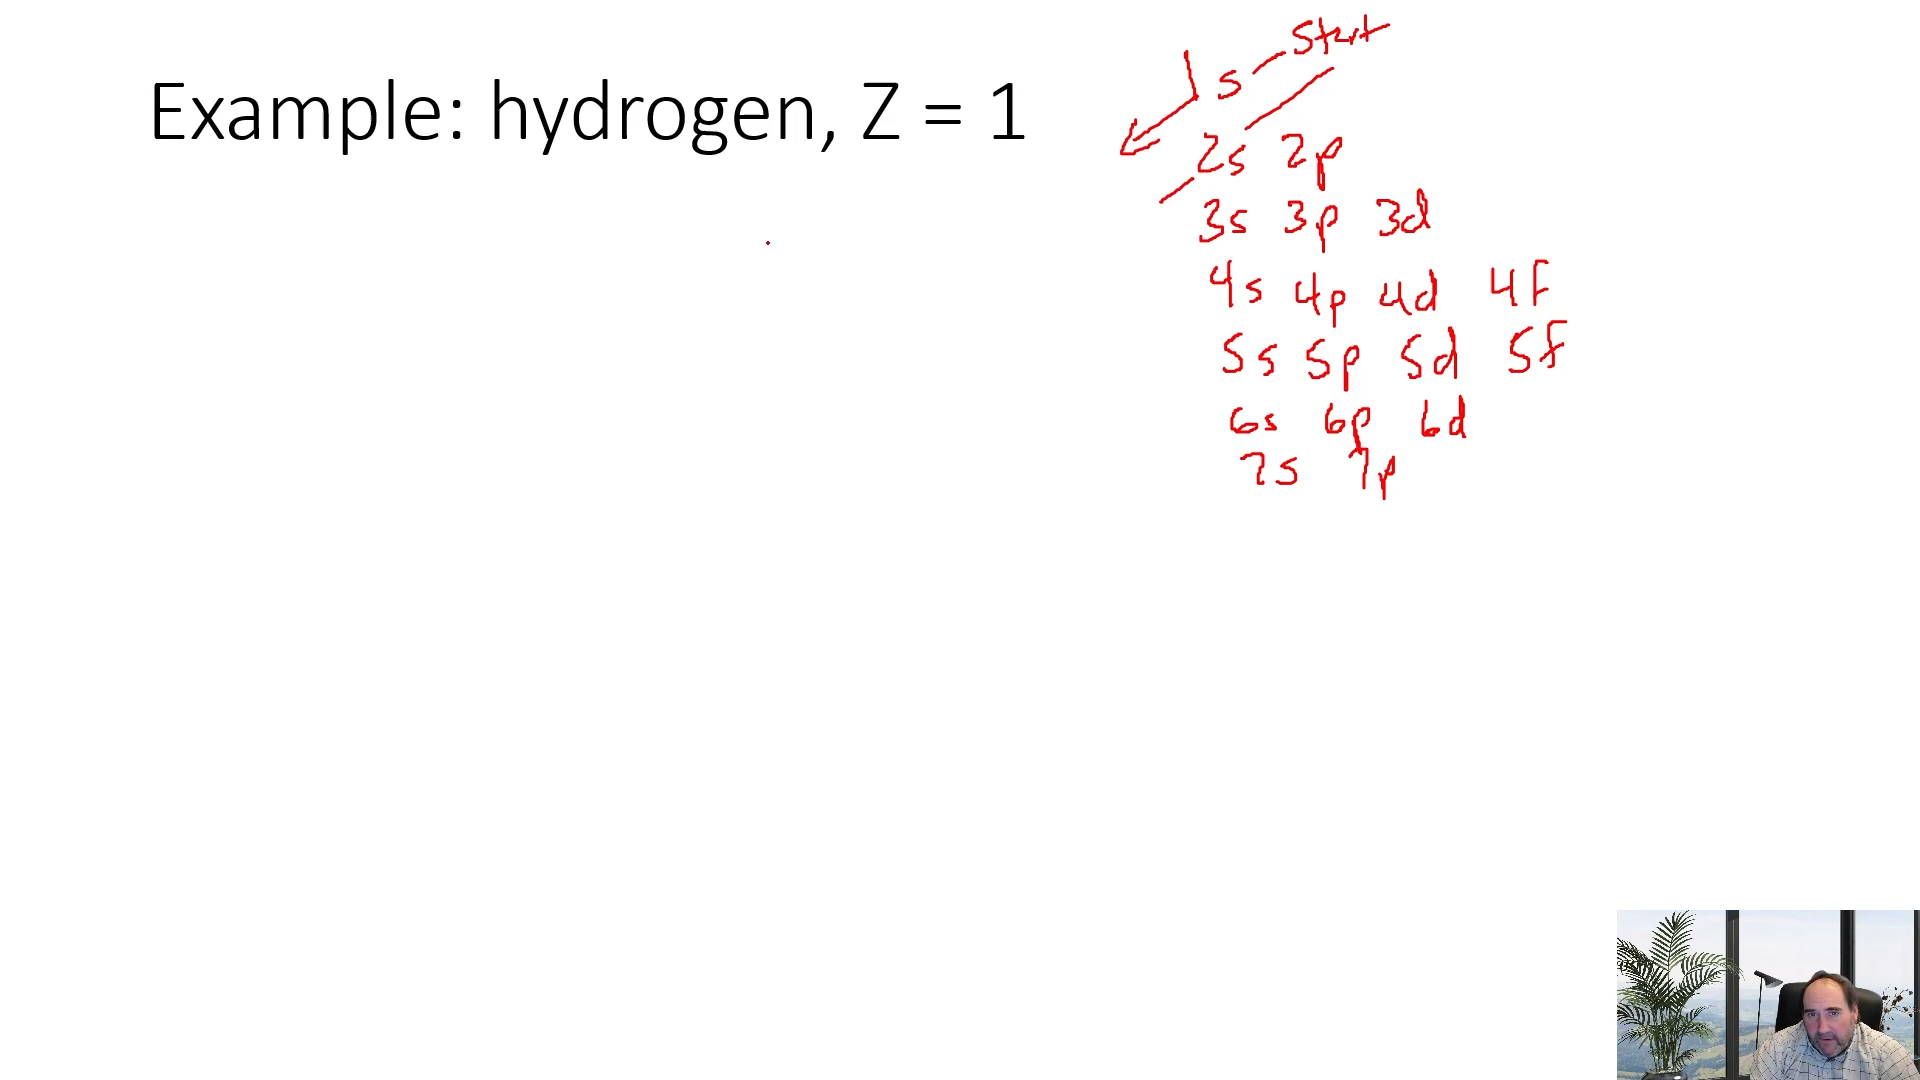 Example: hydrogen, Z = 1
1s Start
2s 2p
3s 3p 3d
4s 4p 4d 4f
5s 5p 5d 5f
6s 6p 6d
7s 7p